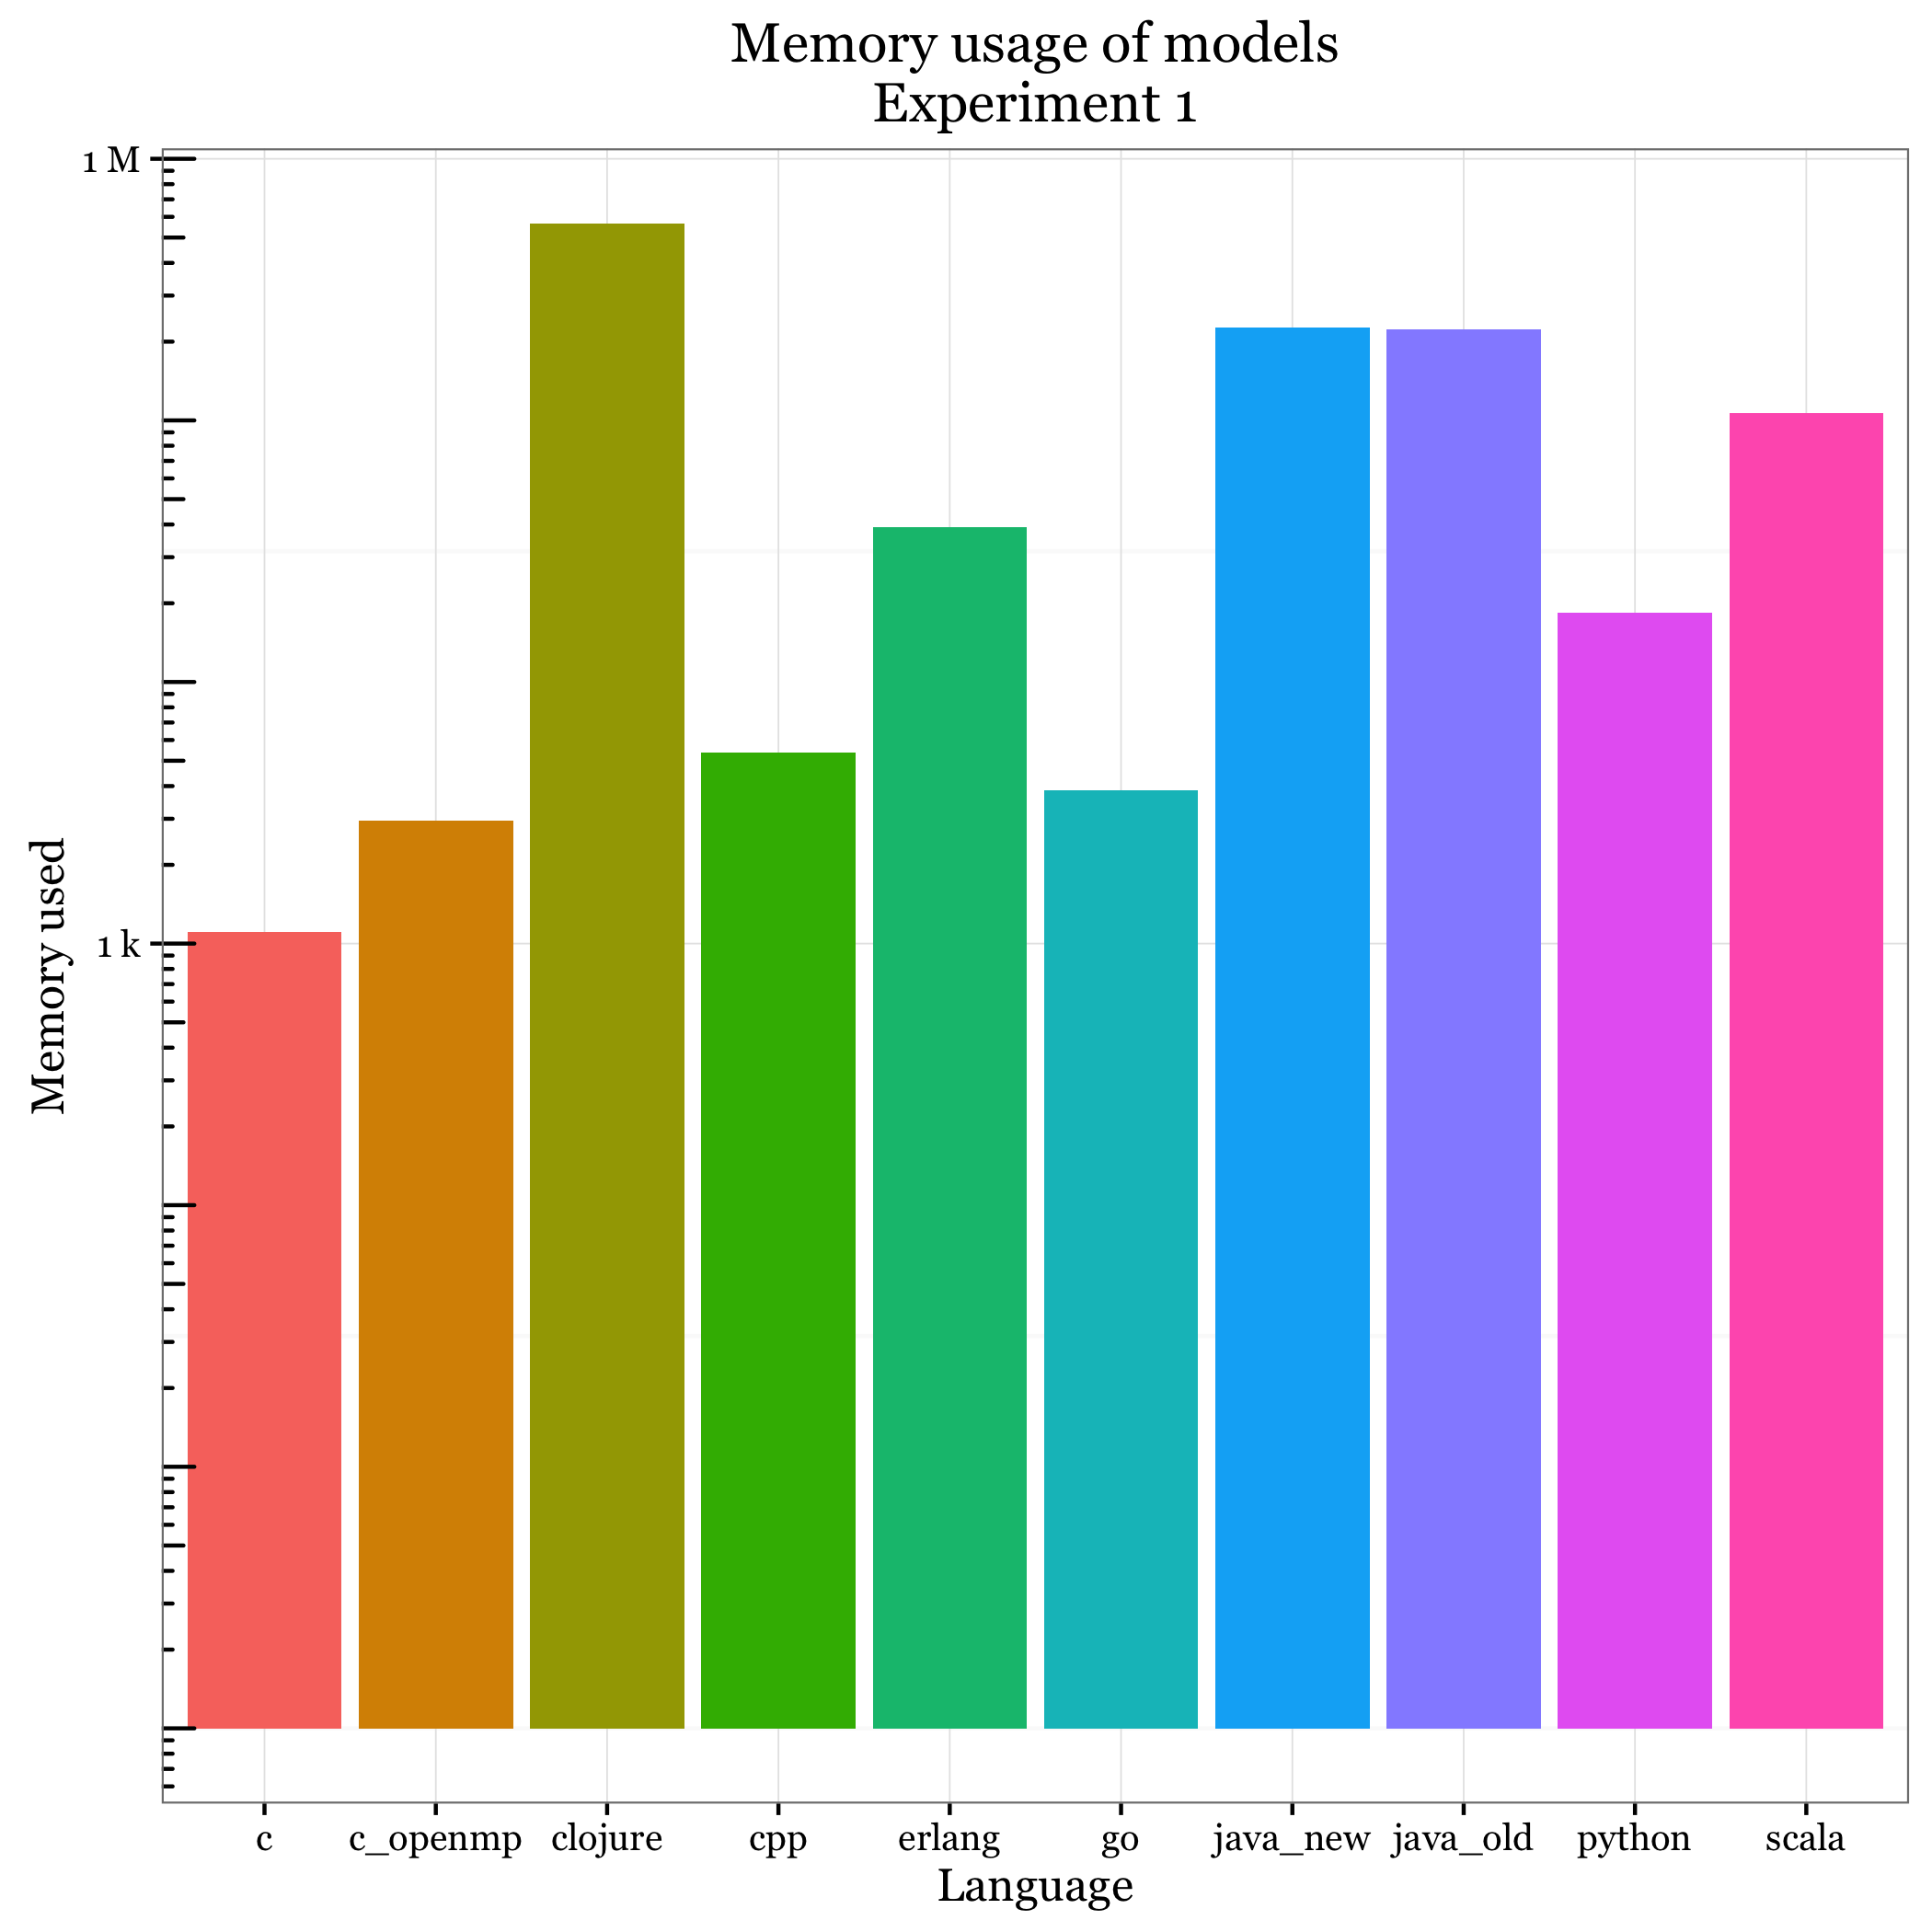 Memory usage of models
Experiment 1
1 M
1 k
Memory used
c c_openmp clojure cpp erlang go java_new java_old python scala
Language